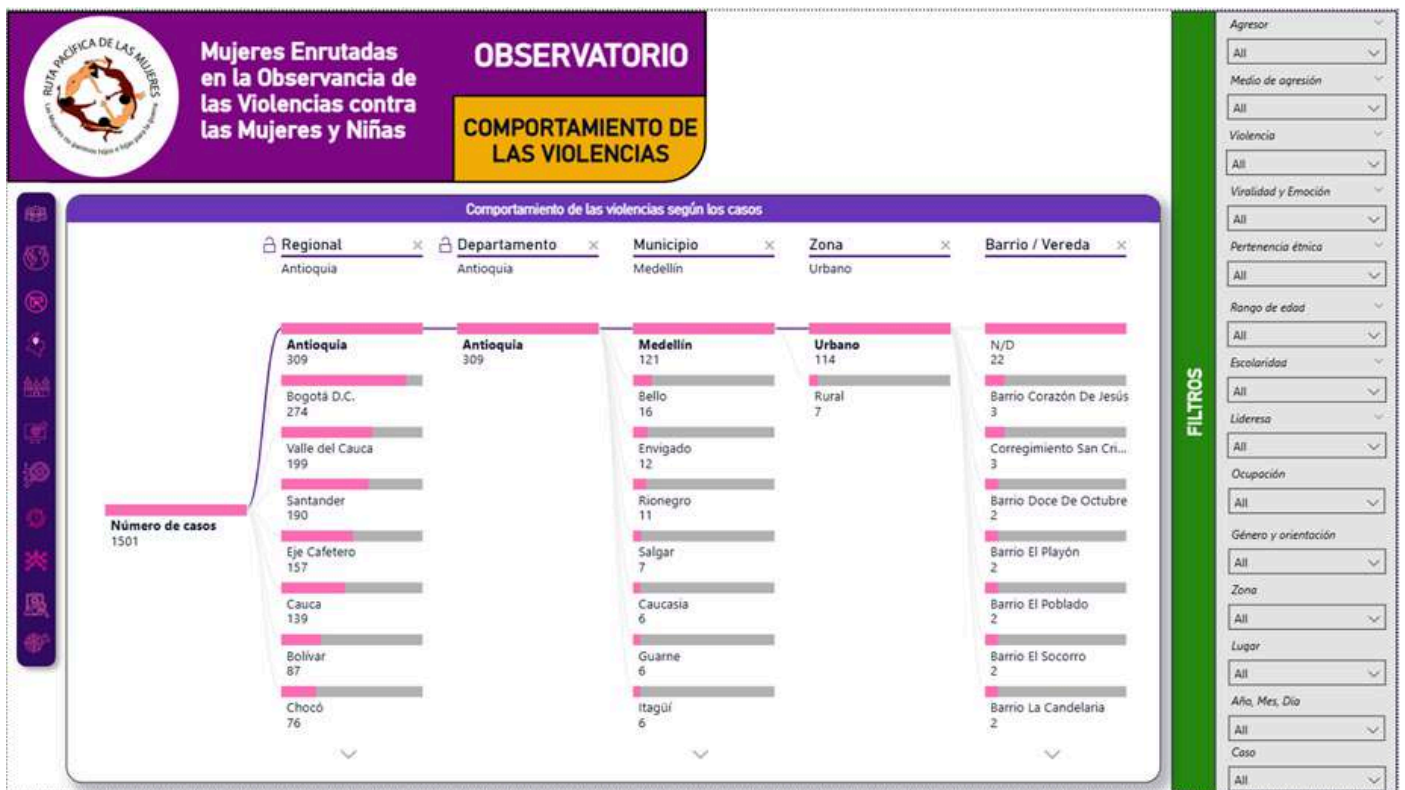 RUTA PACÍFICA DE LAS MUJERES
Mujeres Enrutadas
en la Observancia de
las Violencias contra
las Mujeres y Niñas
OBSERVATORIO
COMPORTAMIENTO DE
LAS VIOLENCIAS
Comportamiento de las violencias según los casos
Regional
Antioquia
Departamento
Antioquia
Municipio
Medellín
Zona
Urbano
Barrio / Vereda
Número de casos
1501
Antioquia
309
Bogotá D.C.
274
Valle del Cauca
199
Santander
190
Eje Cafetero
157
Cauca
139
Bolívar
87
Chocó
76
Antioquia
309
Medellín
121
Bello
16
Envigado
12
Rionegro
11
Salgar
7
Caucasia
6
Guarne
6
Itagüí
6
Urbano
114
Rural
7
N/D
22
Barrio Corazón De Jesús
3
Corregimiento San Cri...
3
Barrio Doce De Octubre
2
Barrio El Playón
2
Barrio El Poblado
2
Barrio El Socorro
2
Barrio La Candelaria
2
FILTROS
Agresor
All
Medio de agresión
All
Violencia
All
Viralidad y Emoción
All
Pertenencia étnica
All
Rango de edad
All
Escolaridad
All
Lideresa
All
Ocupación
All
Género y orientación
All
Zona
All
Lugar
All
Año, Mes, Día
All
Caso
All